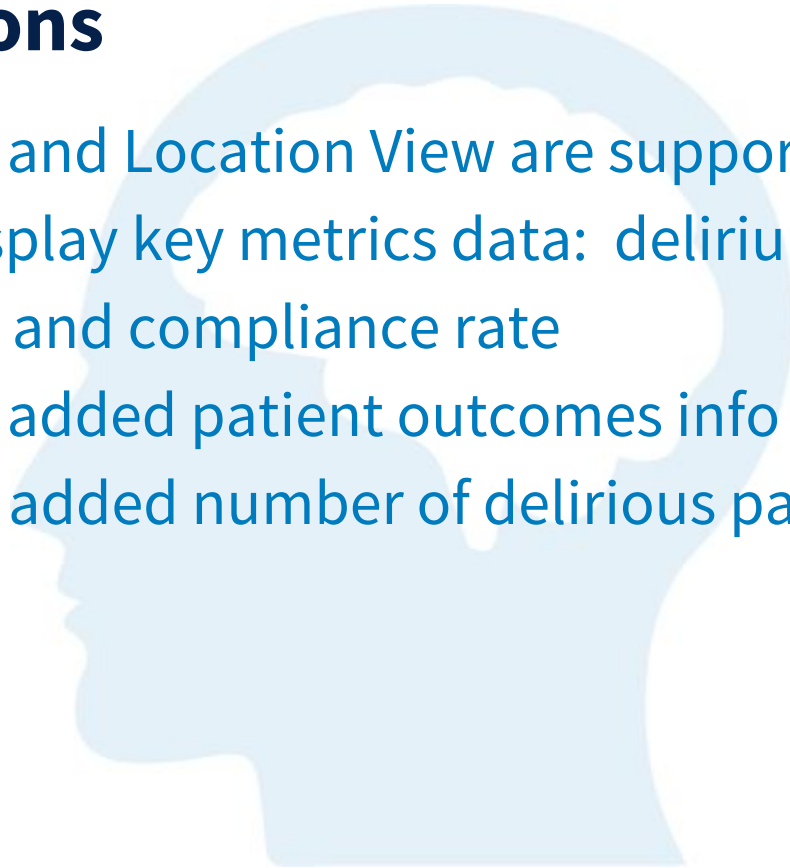 ons
and Location View are suppor
splay key metrics data: deliriu
and compliance rate
added patient outcomes info
added number of delirious pa